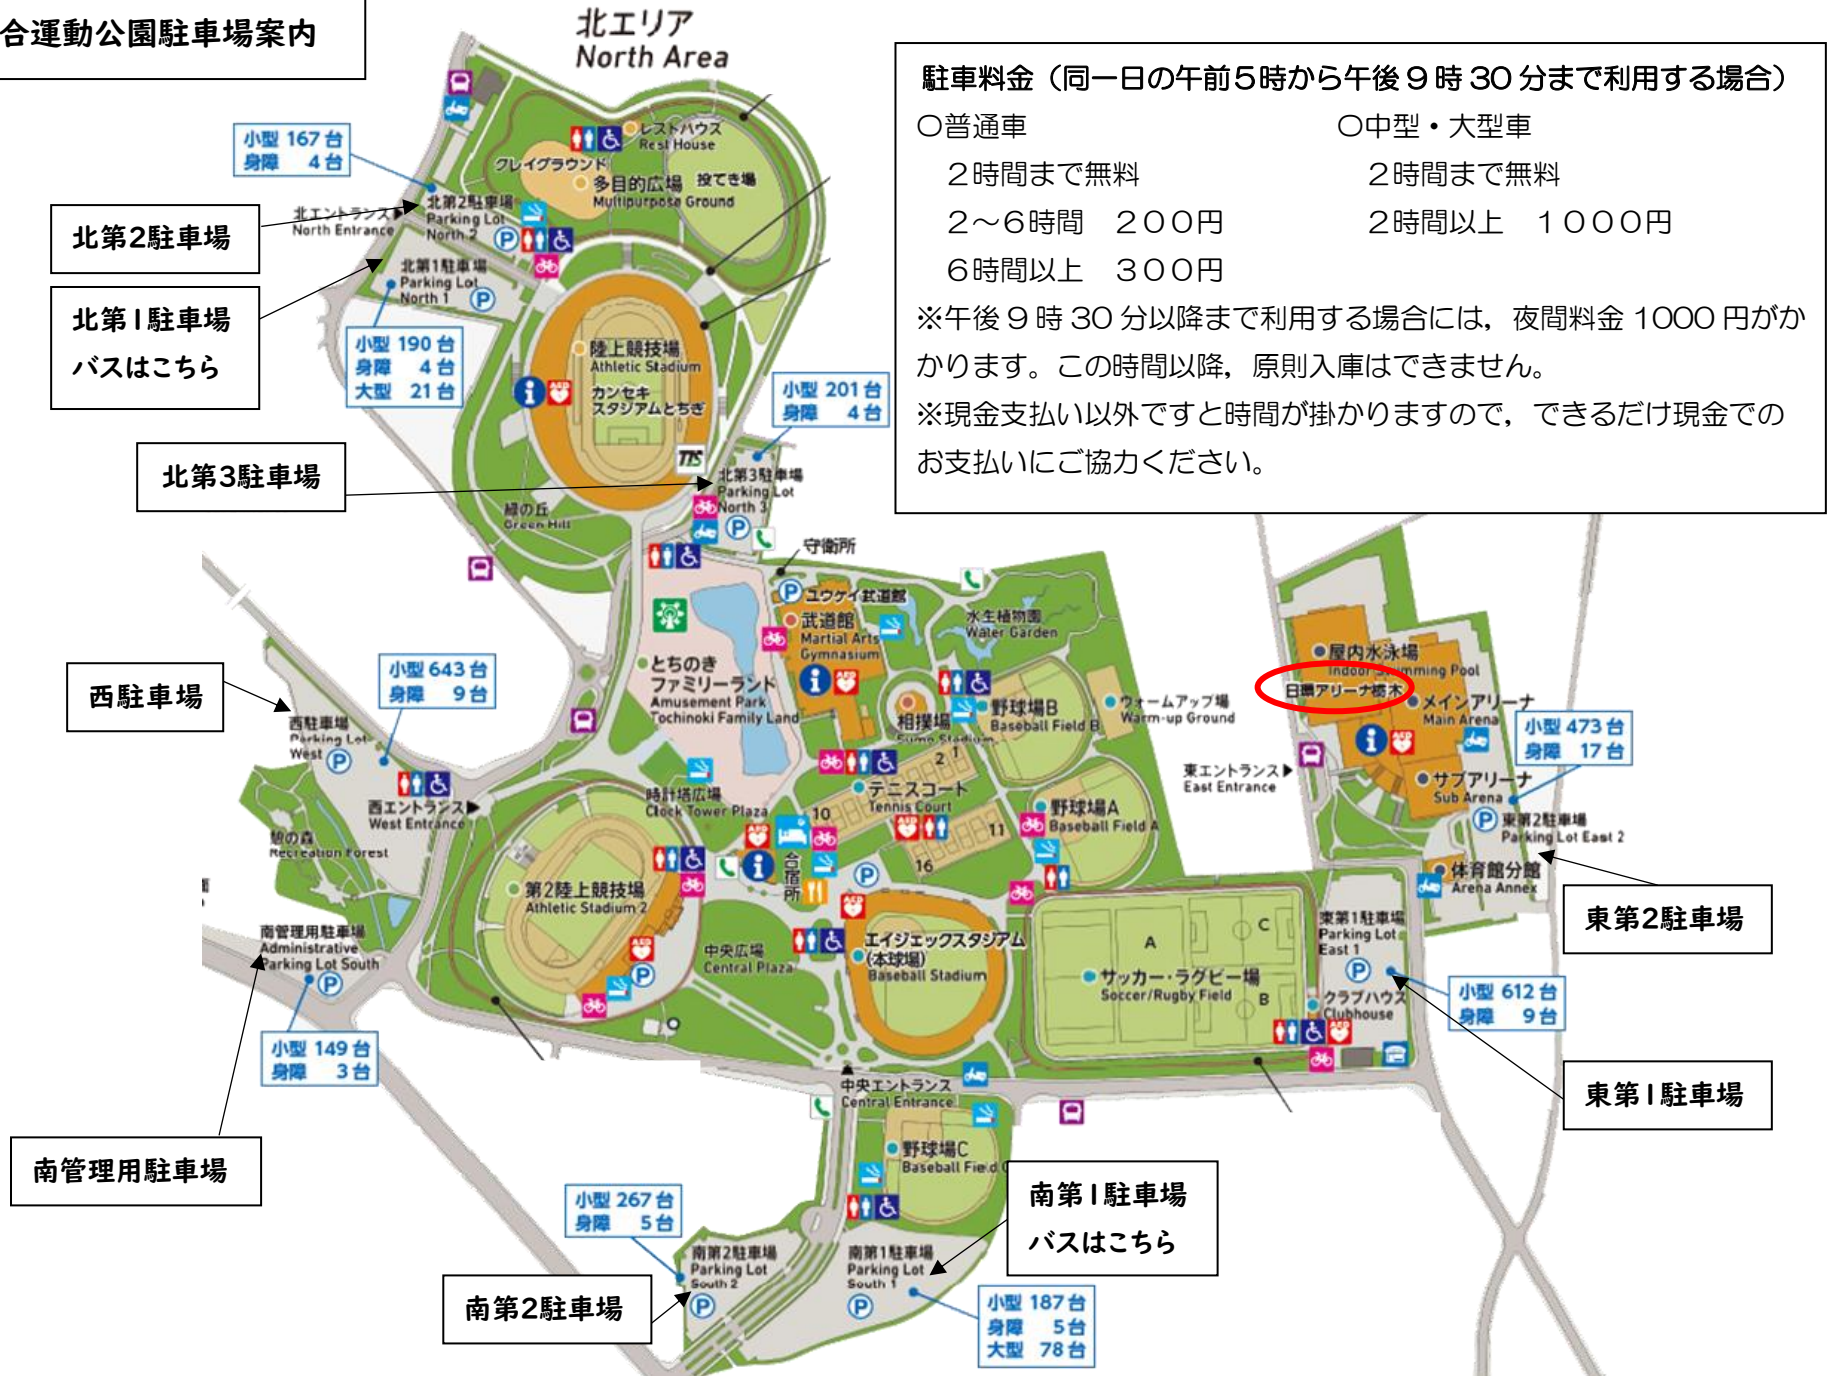 合運動公園駐車場案内
北エリア
North Area
駐車料金（同一日の午前５時から午後９時30分まで利用する場合）
〇普通車
２時間まで無料
２～６時間　２００円
６時間以上　３００円
〇中型・大型車
２時間まで無料
２時間以上　１０００円
※午後９時30分以降まで利用する場合には，夜間料金1000円がか
かります。この時間以降，原則入庫はできません。
※現金支払い以外ですと時間が掛かりますので，できるだけ現金での
お支払いにご協力ください。
小型 167台
身障 4台
レストハウス
Rest House
クレイグラウンド
多目的広場
Multipurpose Ground
投てき場
北第2駐車場
北エントランス
North Entrance
北第2駐車場
Parking Lot
North 2
P
北第1駐車場
バスはこちら
北第1駐車場
Parking Lot
North 1
P
小型 190台
身障 4台
大型 21台
陸上競技場
Athletic Stadium
カンセキ
スタジアムとちぎ
i
AED
TTS
小型 201台
身障 4台
北第3駐車場
北第3駐車場
Parking Lot
North 3
P
緑の丘
Green Hill
守衛所
P
ユウケイ武道館
武道館
Martial Arts
Gymnasium
i
AED
水生植物園
Water Garden
とちのき
ファミリーランド
Amusement Park
Tochinoki Family Land
相撲場
Sumo Stadium
野球場B
Baseball Field B
ウォームアップ場
Warm-up Ground
屋内水泳場
Indoor Swimming Pool
日環アリーナ栃木
メインアリーナ
Main Arena
i
AED
小型 473台
身障 17台
サブアリーナ
Sub Arena
東エントランス
East Entrance
P
東第2駐車場
Parking Lot East 2
体育館分館
Arena Annex
東第2駐車場
西駐車場
小型 643台
身障 9台
西駐車場
Parking Lot
West
P
西エントランス
West Entrance
憩の森
Recreation Forest
時計塔広場
Clock Tower Plaza
2
1
テニスコート
Tennis Court
10
11
16
AED
野球場A
Baseball Field A
AED
i
合宿所
P
AED
第2陸上競技場
Athletic Stadium 2
AED
P
中央広場
Central Plaza
エイジェックスタジアム
(本球場)
Baseball Stadium
A
C
B
サッカー・ラグビー場
Soccer/Rugby Field
東第1駐車場
Parking Lot
East 1
P
クラブハウス
Clubhouse
AED
小型 612台
身障 9台
東第1駐車場
南管理用駐車場
Administrative
Parking Lot South
P
小型 149台
身障 3台
南管理用駐車場
中央エントランス
Central Entrance
野球場C
Baseball Field C
小型 267台
身障 5台
南第1駐車場
バスはこちら
南第2駐車場
Parking Lot
South 2
P
南第1駐車場
Parking Lot
South 1
P
南第2駐車場
小型 187台
身障 5台
大型 78台